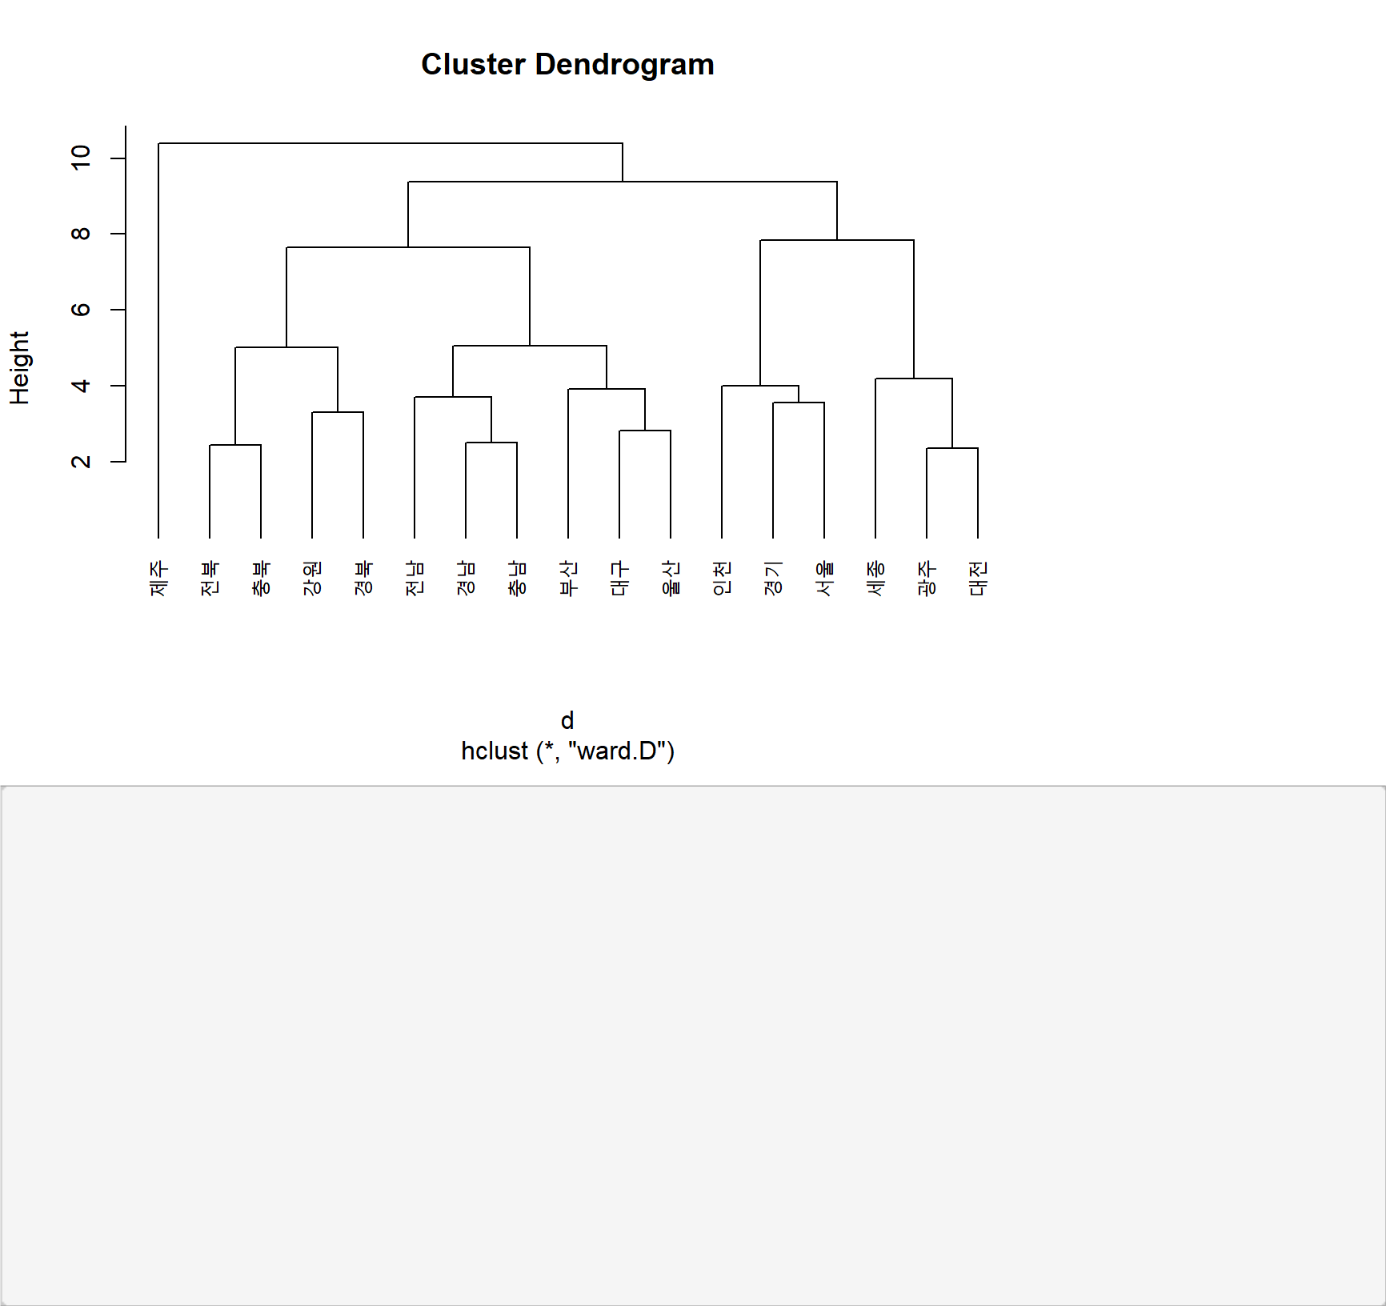 Cluster Dendrogram
Height
10
8
6
4
2
제주
전북
충북
강원
경북
전남
경남
충남
부산
대구
울산
인천
경기
서울
세종
광주
대전
d
hclust (*, "ward.D")